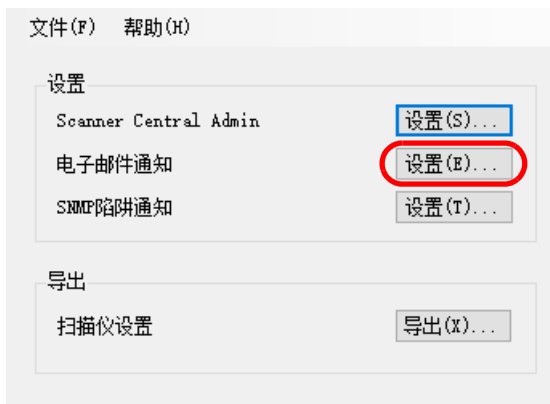 文件(F) 帮助(H)
设置
Scanner Central Admin 设置(S)...
电子邮件通知 设置(E)...
SNMP陷阱通知 设置(T)...
导出
扫描仪设置 导出(X)...